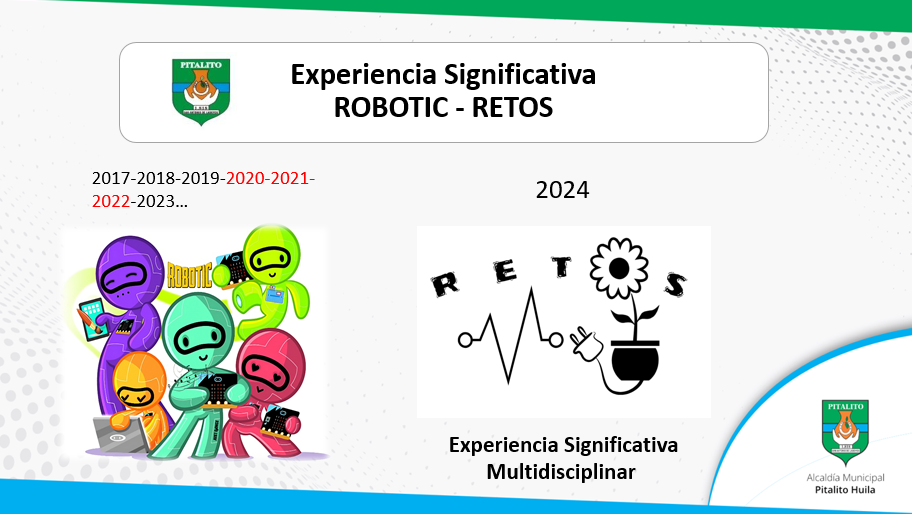 PITALITO
Experiencia Significativa
ROBOTIC - RETOS
2017-2018-2019-2020-2021-
2022-2023...
2024
ROBOTIC
RETOS
Experiencia Significativa
Multidisciplinar
PITALITO
Alcaldía Municipal
Pitalito Huila